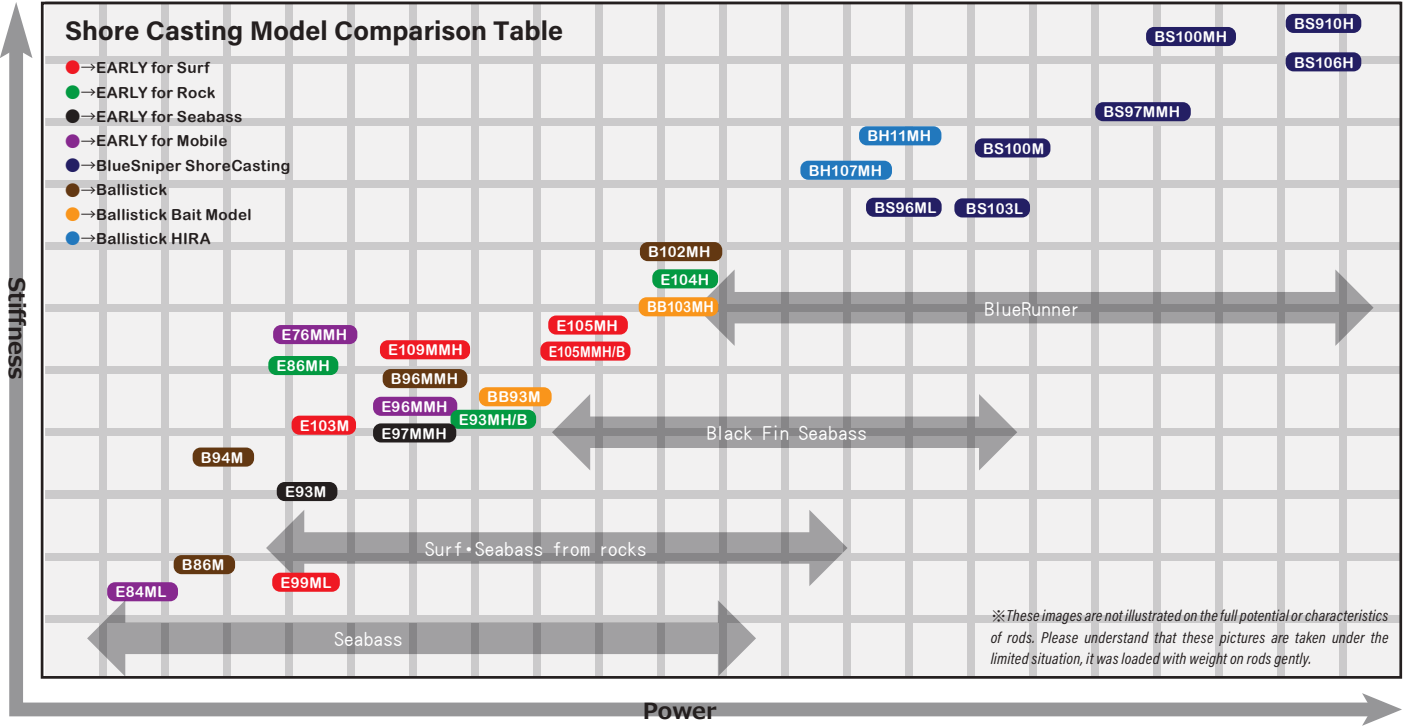 Shore Casting Model Comparison Table
→EARLY for Surf
→EARLY for Rock
→EARLY for Seabass
→EARLY for Mobile
→BlueSniper ShoreCasting
→Ballistick
→Ballistick Bait Model
→Ballistick HIRA
BS910H
BS100MH
BS106H
BS97MMH
BH11MH
BS100M
BH107MH
BS96ML
BS103L
B102MH
E104H
BB103MH
BlueRunner
E105MH
E76MMH
E109MMH
E105MMH/B
E86MH
B96MMH
BB93M
E96MMH
E93MH/B
E103M
E97MMH
Black Fin Seabass
B94M
E93M
Surf•Seabass from rocks
B86M
E99ML
E84ML
Seabass
※These images are not illustrated on the full potential or characteristics
of rods. Please understand that these pictures are taken under the
limited situation, it was loaded with weight on rods gently.
Stiffness
Power